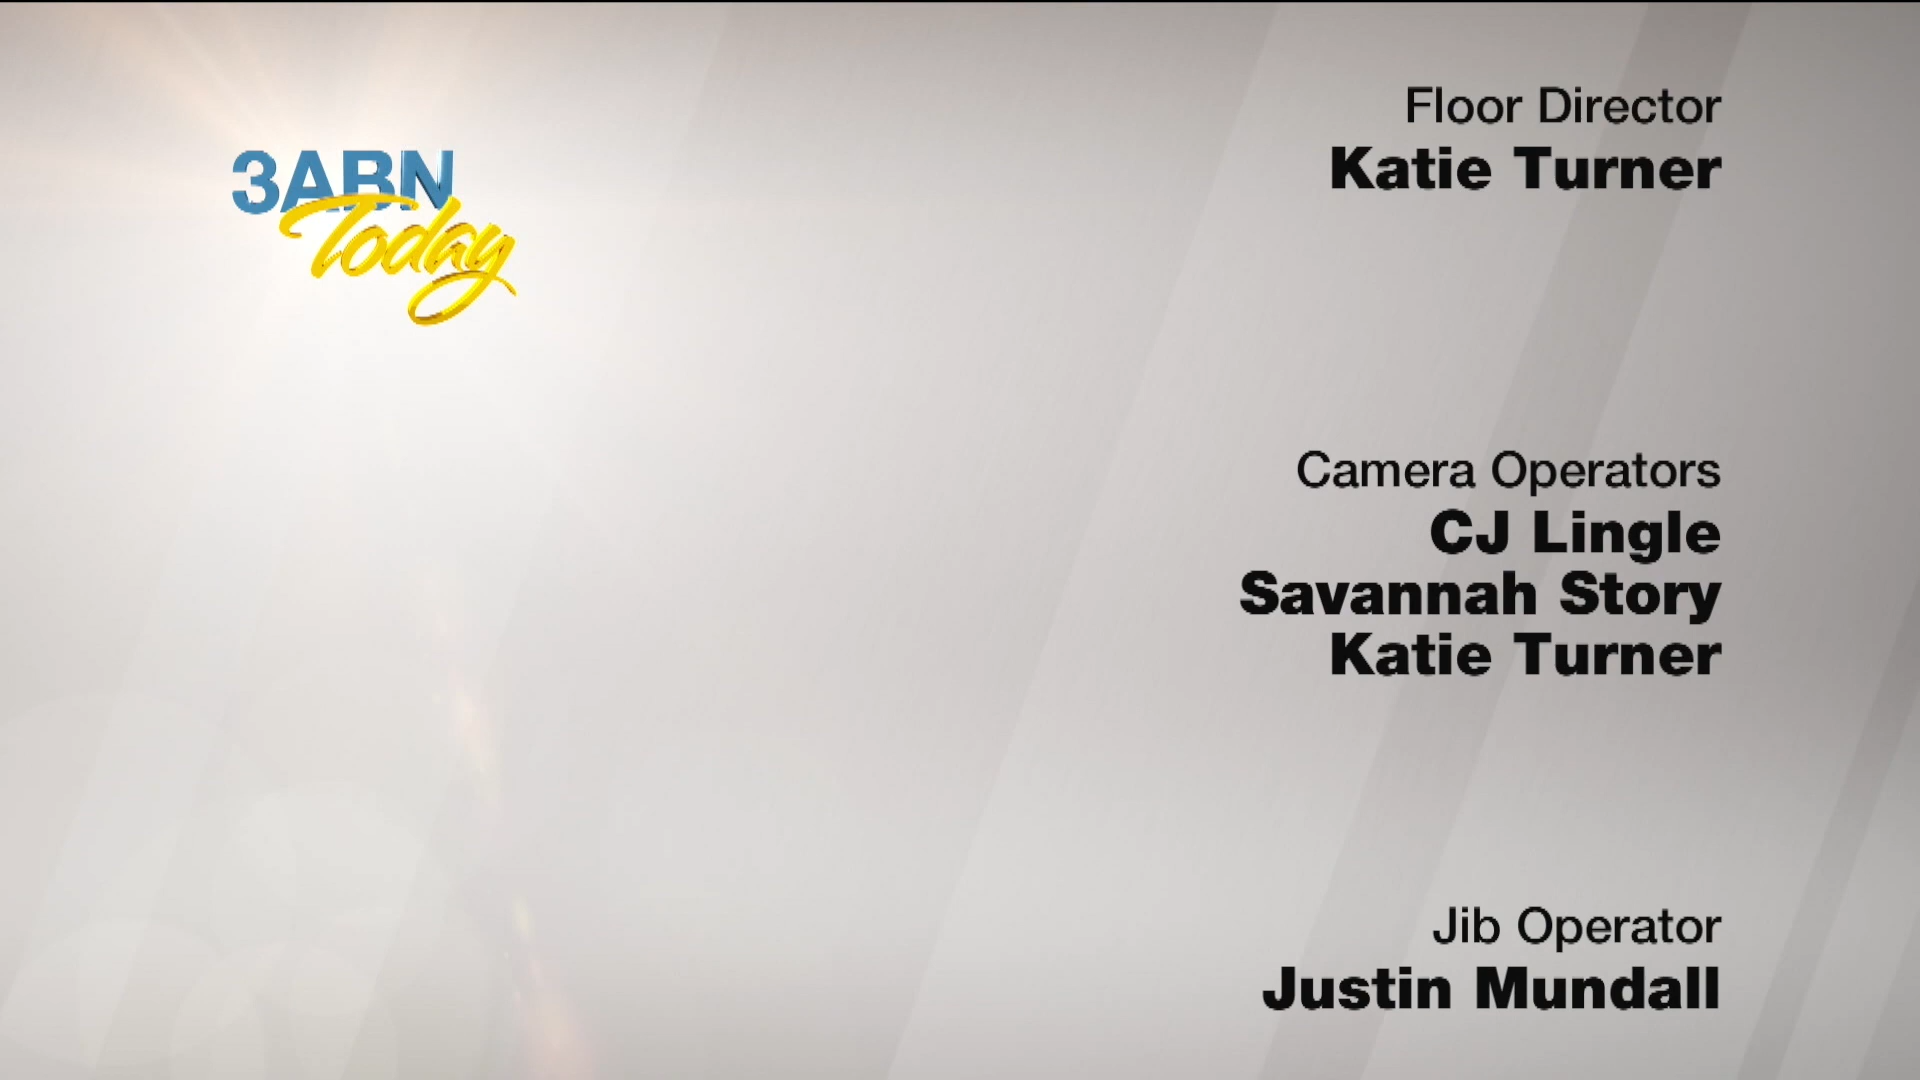 3ABN
Today
Floor Director
Katie Turner
Camera Operators
CJ Lingle
Savannah Story
Katie Turner
Jib Operator
Justin Mundall